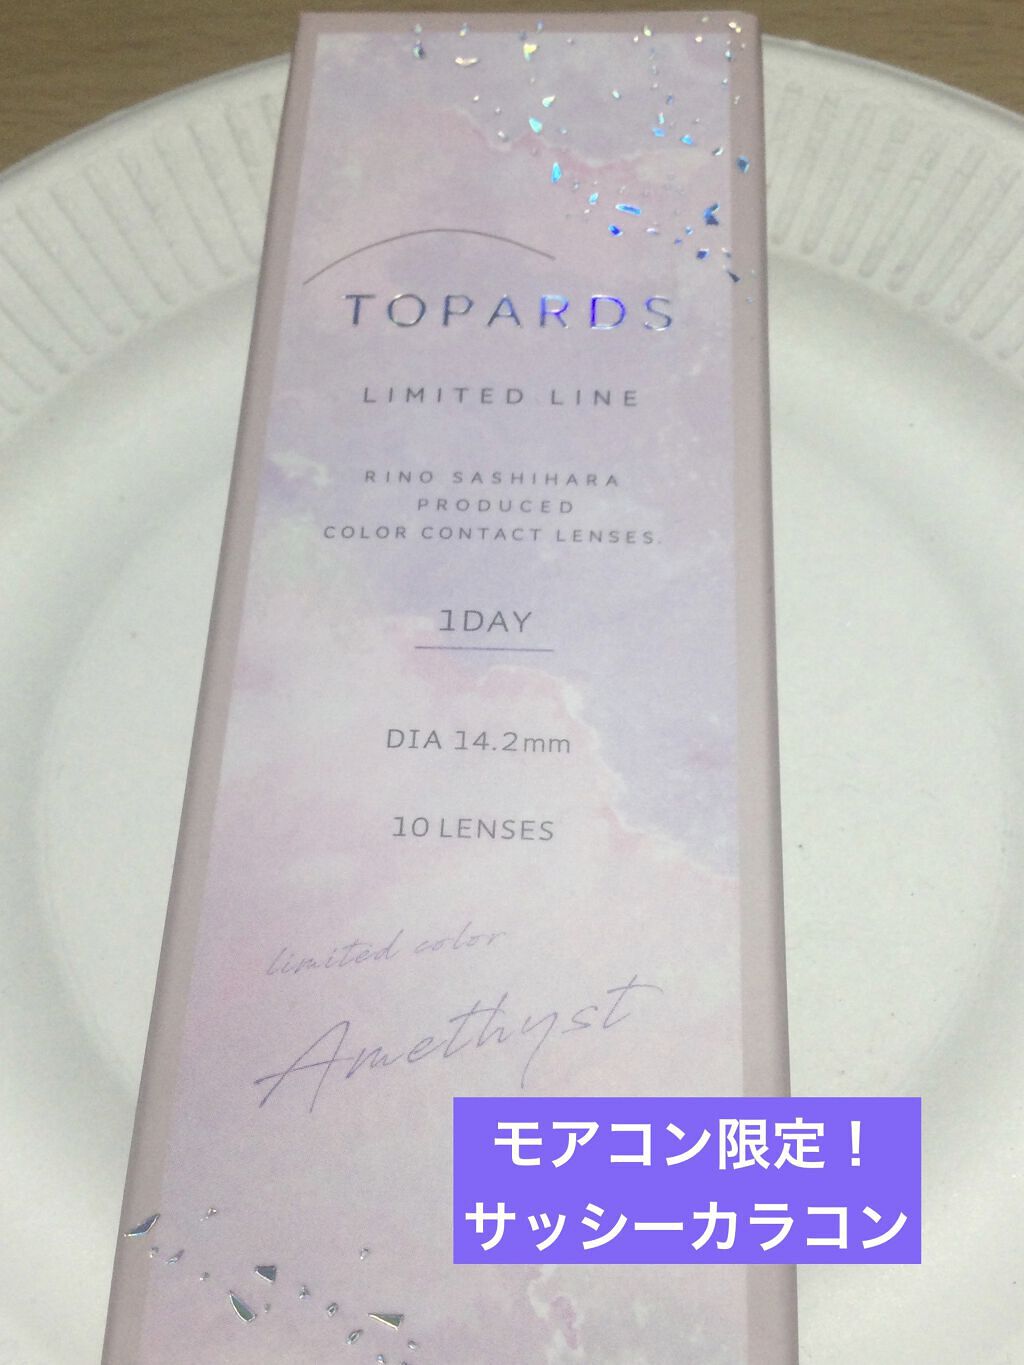 TOPARDS
LIMITED LINE
RINO SASHIHARA
PRODUCED
COLOR CONTACT LENSES.
1DAY
DIA 14.2mm
10 LENSES
limited color
Amethyst
モアコン限定！
サッシーカラコン